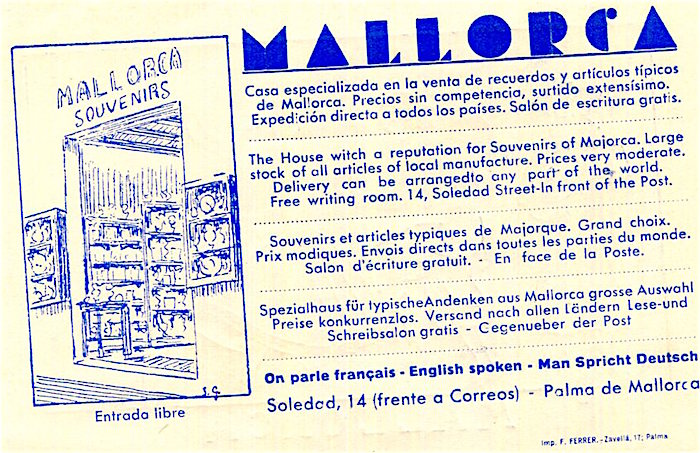 MALLORCA
MALLORCA
SOUVENIRS
S. G
Entrada libre
Casa especializada en la venta de recuerdos y artículos típicos
de Mallorca. Precios sin competencia, surtido extensísimo.
Expedición directa a todos los países. Salón de escritura gratis.
The House witch a reputation for Souvenirs of Majorca. Large
stock of all articles of local manufacture. Prices very moderate.
Delivery can be arrangedto any part of the world.
Free writing room. 14, Soledad Street-In front of the Post.
Souvenirs et articles typiques de Majorque. Grand choix.
Prix modiques. Envois directs dans toutes les parties du monde.
Salon d'écriture gratuit. - En face de la Poste.
Spezialhaus für typischeAndenken aus Mallorca grosse Auswahl
Preise konkurrenzlos. Versand nach allen Ländern Lese-und
Schreibsalon gratis - Gegenueber der Post
On parle français - English spoken - Man Spricht Deutsch
Soledad, 14 (frente a Correos) - Palma de Mallorca
Imp. F. FERRER.-Zavellá, 17; Palma